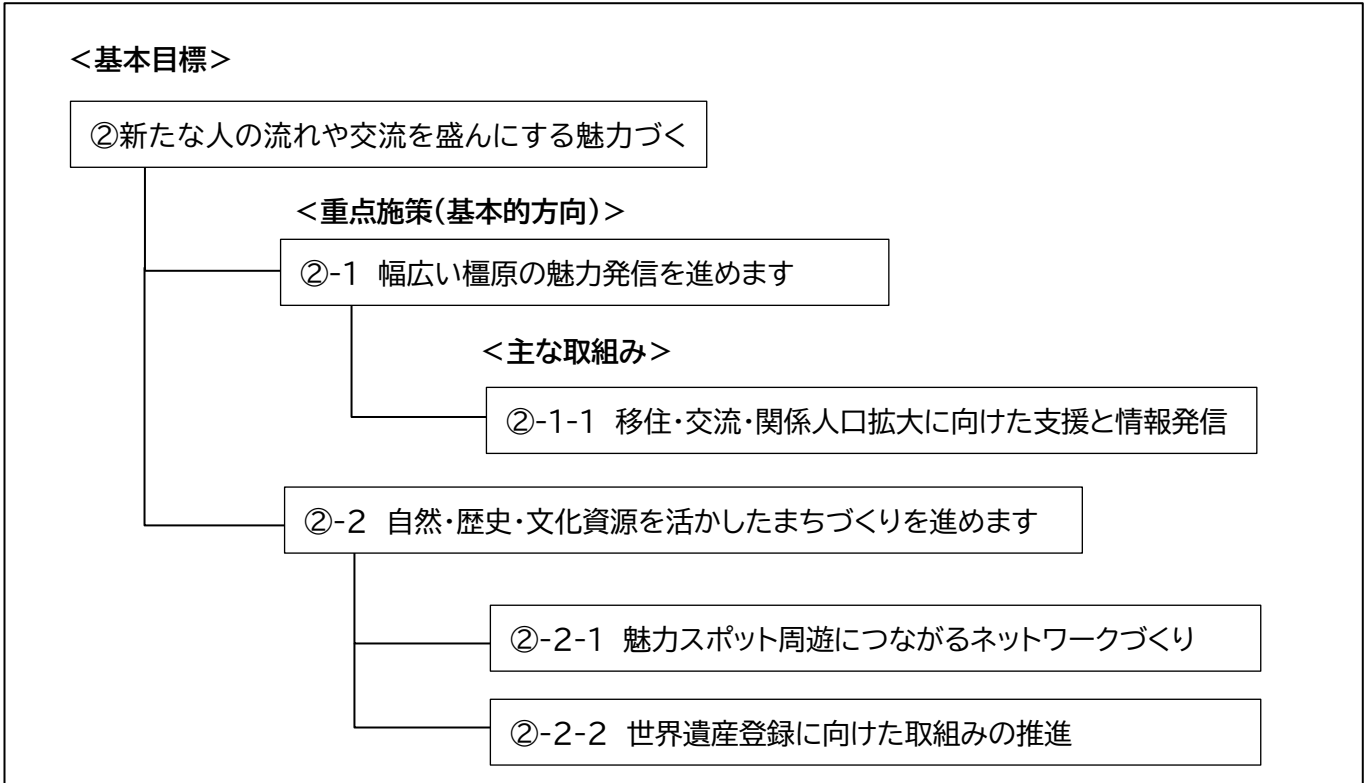 <基本目標>
②新たな人の流れや交流を盛んにする魅力づく
<重点施策(基本的方向)>
②-1 幅広い橿原の魅力発信を進めます
<主な取組み>
②-1-1 移住・交流・関係人口拡大に向けた支援と情報発信
②-2 自然・歴史・文化資源を活かしたまちづくりを進めます
②-2-1 魅力スポット周遊につながるネットワークづくり
②-2-2 世界遺産登録に向けた取組みの推進